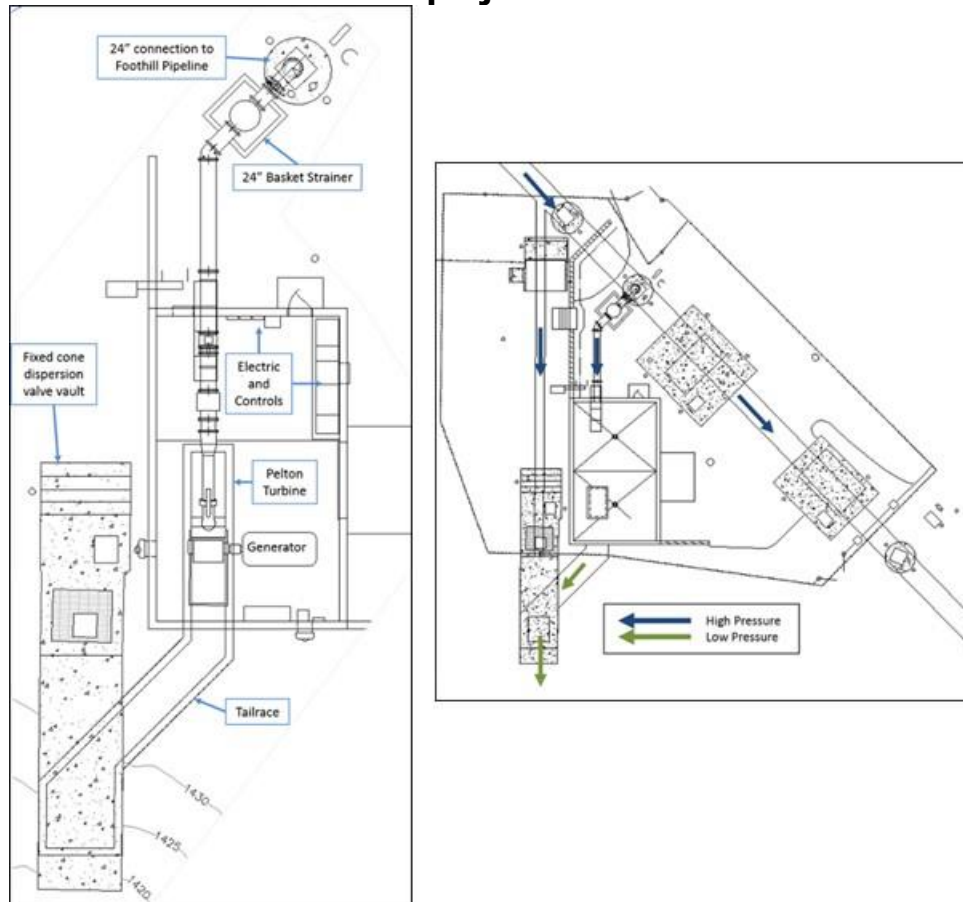 24” connection to
Foothill Pipeline
24” Basket Strainer
Fixed cone
dispersion
valve vault
Electric
and
Controls
Pelton
Turbine
Generator
Tailrace
1430
1425
1420
High Pressure
Low Pressure